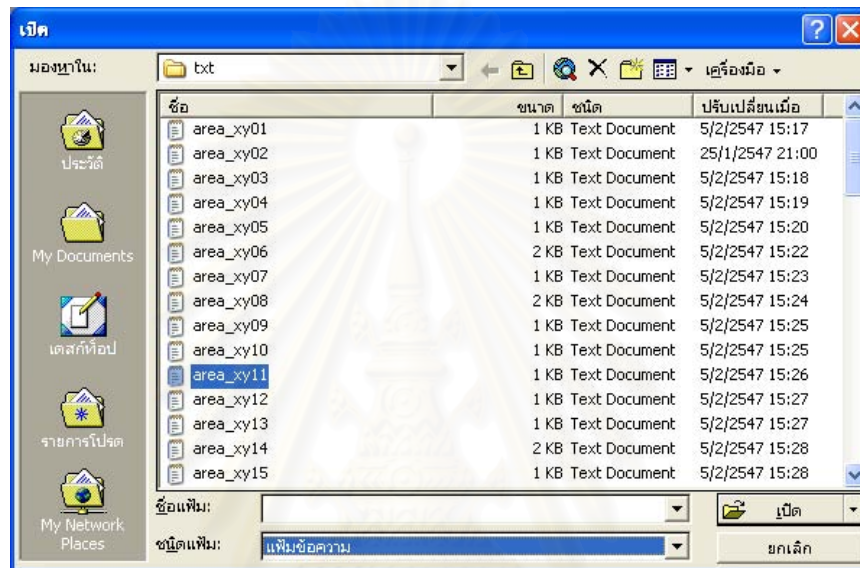 เปิด
มองหาใน: txt เครื่องมือ
ชื่อ ขนาด ชนิด ปรับเปลี่ยนเมื่อ
area_xy01 1 KB Text Document 5/2/2547 15:17
area_xy02 1 KB Text Document 25/1/2547 21:00
area_xy03 1 KB Text Document 5/2/2547 15:18
area_xy04 1 KB Text Document 5/2/2547 15:19
area_xy05 1 KB Text Document 5/2/2547 15:20
area_xy06 2 KB Text Document 5/2/2547 15:22
area_xy07 1 KB Text Document 5/2/2547 15:23
area_xy08 2 KB Text Document 5/2/2547 15:24
area_xy09 1 KB Text Document 5/2/2547 15:25
area_xy10 1 KB Text Document 5/2/2547 15:25
area_xy11 1 KB Text Document 5/2/2547 15:26
area_xy12 1 KB Text Document 5/2/2547 15:27
area_xy13 1 KB Text Document 5/2/2547 15:27
area_xy14 2 KB Text Document 5/2/2547 15:28
area_xy15 1 KB Text Document 5/2/2547 15:28
ประวัติ
My Documents
เดสก์ท็อป
รายการโปรด
My Network
Places
ชื่อแฟ้ม: เปิด
ชนิดแฟ้ม: แฟ้มข้อความ ยกเลิก